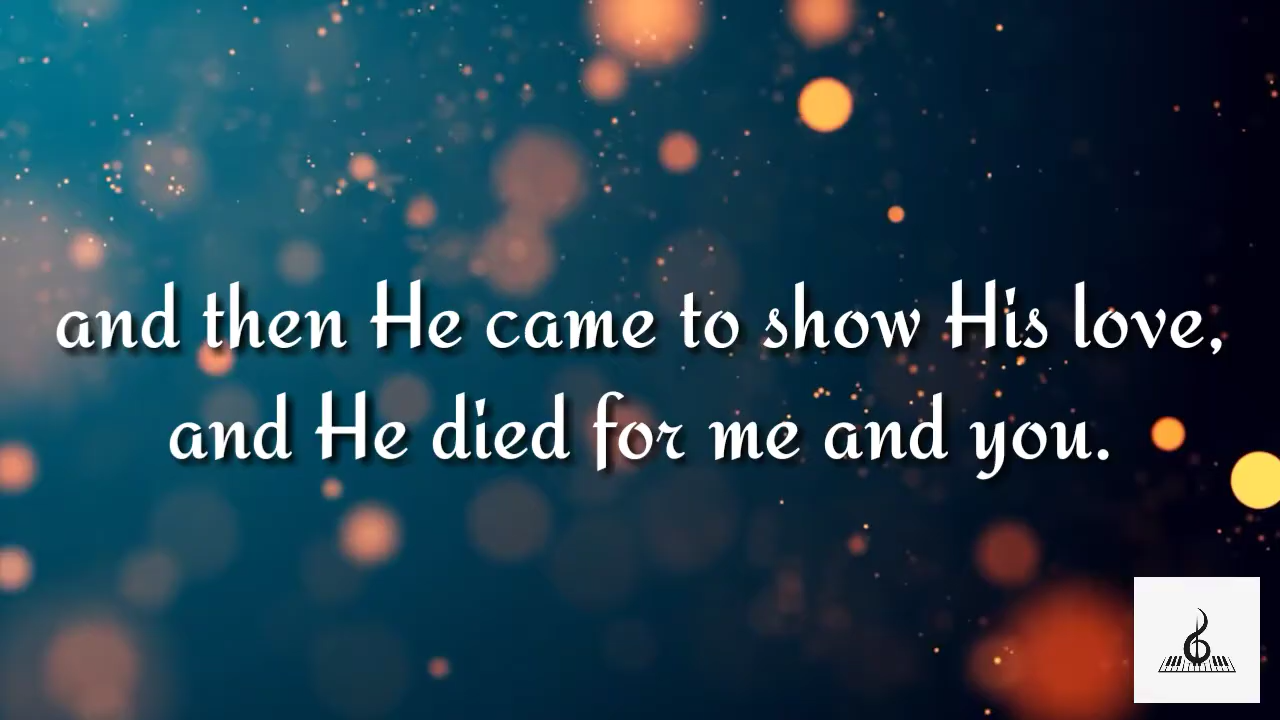 and then He came to show His love,
and He died for me and you.